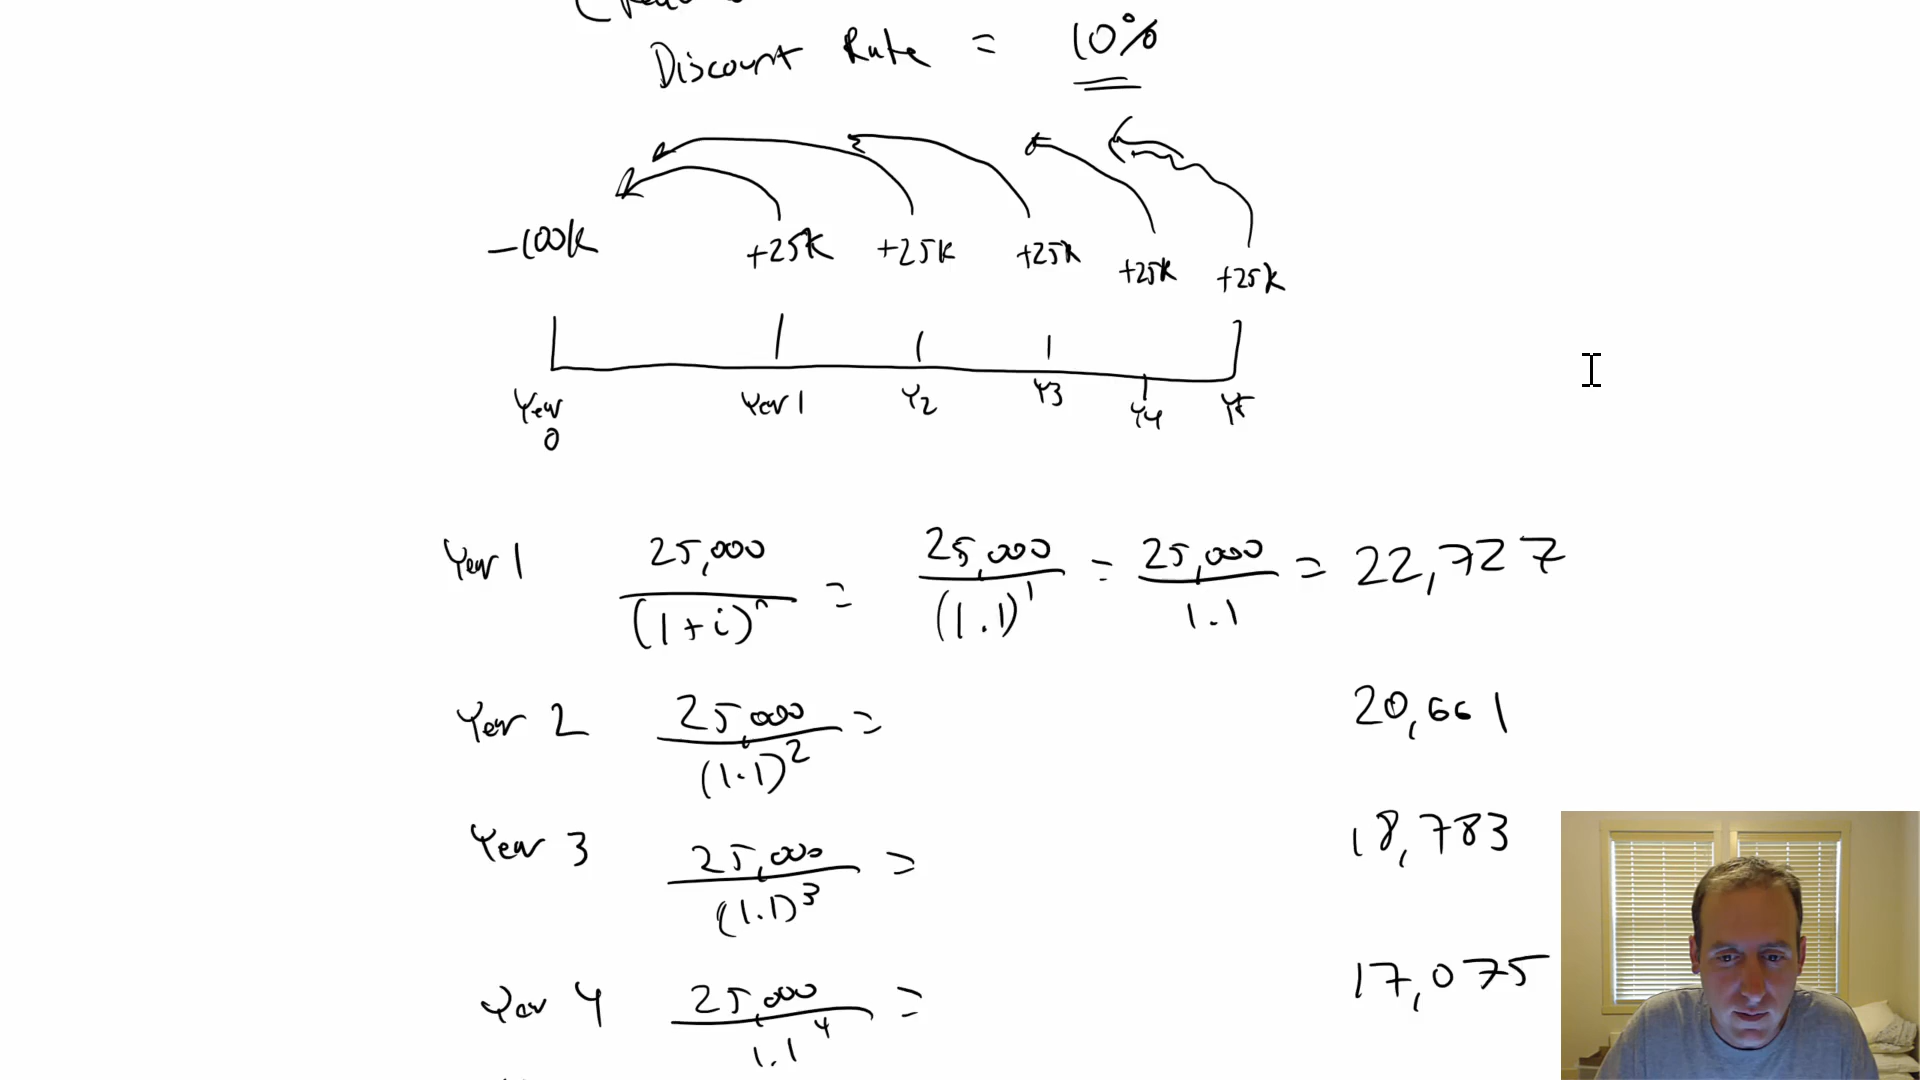 Discount Rate = 10%
-100k +25k +25k +25k +25k +25k
Year 0 Year 1 Y2 Y3 Y4 Y5
Year 1 25,000/(1+i)^n = 25,000/(1.1)^1 = 25,000/1.1 = 22,727
Year 2 25,000/(1.1)^2 = 20,661
Year 3 25,000/(1.1)^3 = 18,783
Year 4 25,000/1.1^4 = 17,075